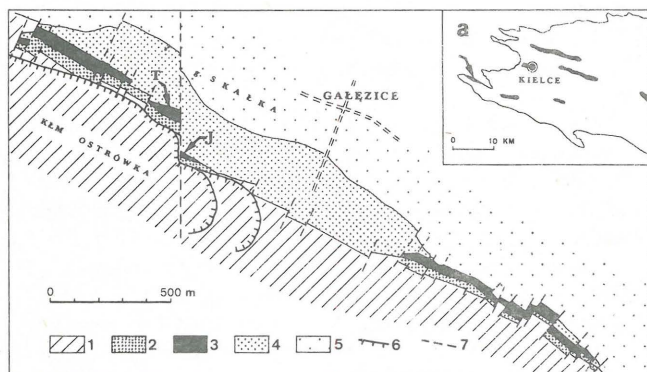 a
KIELCE
0 10 KM
T
g. SKAŁKA
GAŁĘZICE
KŁM OSTRÓWKA
J
0 500 m
1 2 3 4 5 6 7